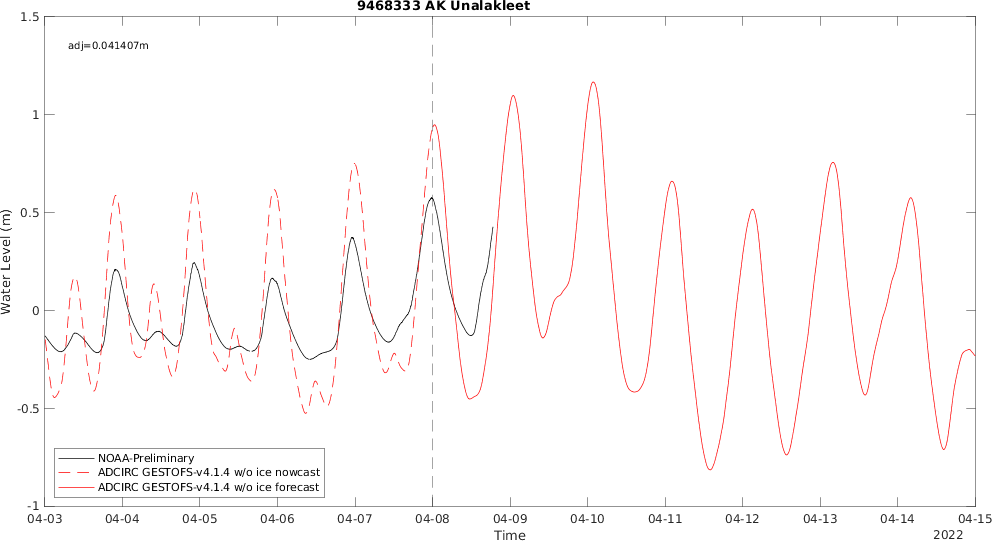 9468333 AK Unalakleet
adj=0.041407m
1.5
1
0.5
0
-0.5
-1
Water Level (m)
NOAA-Preliminary
ADCIRC GESTOFS-v4.1.4 w/o ice nowcast
ADCIRC GESTOFS-v4.1.4 w/o ice forecast
04-03 04-04 04-05 04-06 04-07 04-08 04-09 04-10 04-11 04-12 04-13 04-14 04-15
Time
2022